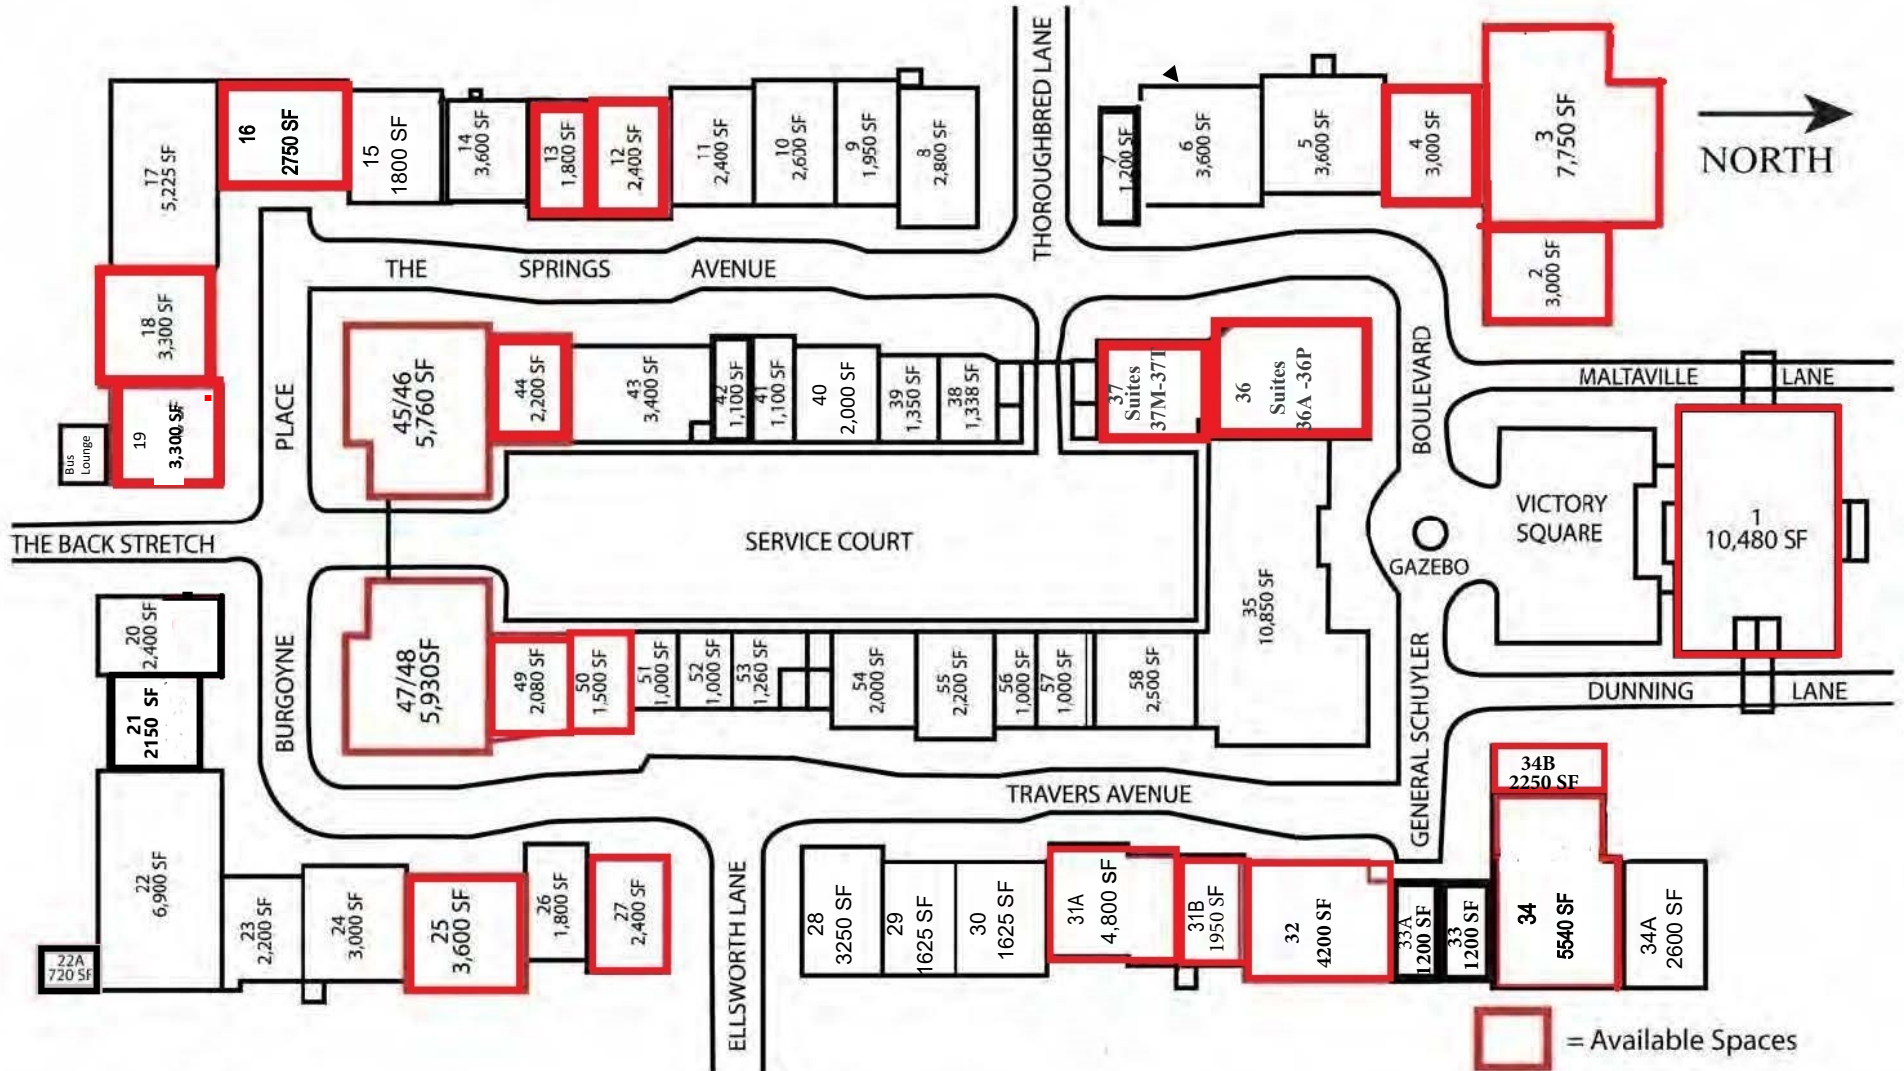 17
5,225 SF
16
2750 SF
15
1800 SF
14
3,600 SF
13
1,800 SF
12
2,400 SF
11
2,400 SF
10
2,600 SF
9
1,950 SF
8
2,800 SF
THOROUGHBRED LANE
7
1,200 SF
6
3,600 SF
5
3,600 SF
4
3,000 SF
3
7,750 SF
2
3,000 SF
NORTH
THE SPRINGS AVENUE
18
3,300 SF
19
3,300 SF
Bus
Lounge
PLACE
BURGOYNE
THE BACK STRETCH
45/46
5,760 SF
44
2,200 SF
43
3,400 SF
42
1,100 SF
41
1,100 SF
40
2,000 SF
39
1,350 SF
38
1,338 SF
37
Suites
37M-37T
36
Suites
36A -36P
BOULEVARD
GENERAL SCHUYLER
MALTAVILLE LANE
VICTORY
SQUARE
GAZEBO
1
10,480 SF
SERVICE COURT
35
10,850 SF
20
2,400 SF
21
2150 SF
22
6,900 SF
22A
720 SF
47/48
5,930SF
49
2,080 SF
50
1,500 SF
51
1,000 SF
52
1,000 SF
53
1,260 SF
54
2,000 SF
55
2,200 SF
56
1,000 SF
57
1,000 SF
58
2,500 SF
DUNNING LANE
TRAVERS AVENUE
ELLSWORTH LANE
23
2,200 SF
24
3,000 SF
25
3,600 SF
26
1,800 SF
27
2,400 SF
28
3250 SF
29
1625 SF
30
1625 SF
31A
4,800 SF
31B
1950 SF
32
4200 SF
33A
1200 SF
33
1200 SF
34B
2250 SF
34
5540 SF
34A
2600 SF
= Available Spaces